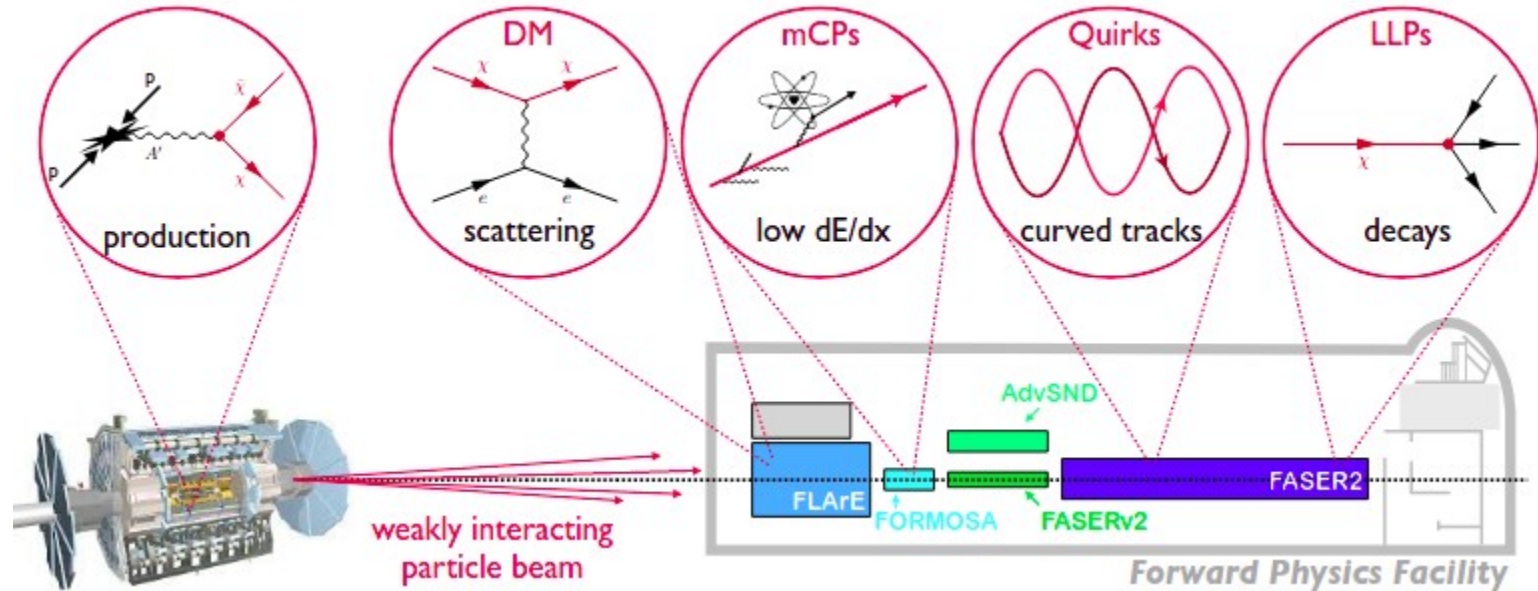 DM
mCPs
Quirks
LLPs
p
p
A′
χ̄
χ
production
χ χ
e e
scattering
low dE/dx
curved tracks
χ
decays
AdvSND
FLArE
FORMOSA
FASERv2
FASER2
weakly interacting
particle beam
Forward Physics Facility